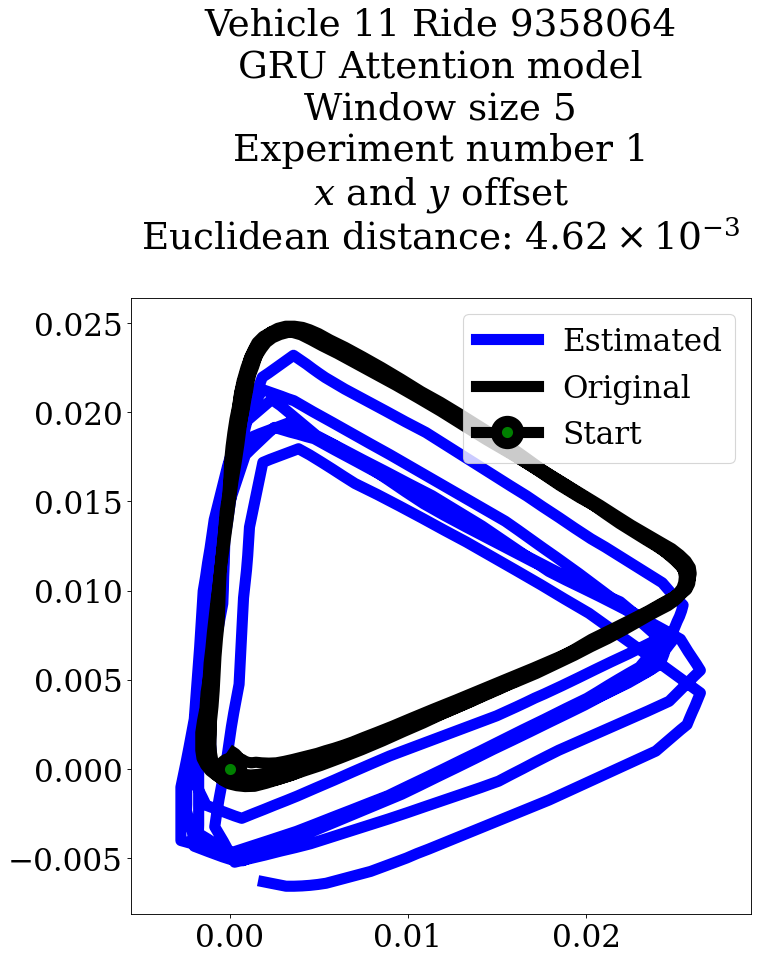 Vehicle 11 Ride 9358064
GRU Attention model
Window size 5
Experiment number 1
x and y offset
Euclidean distance: 4.62 × 10⁻³
Estimated
Original
Start
0.025
0.020
0.015
0.010
0.005
0.000
−0.005
0.00 0.01 0.02